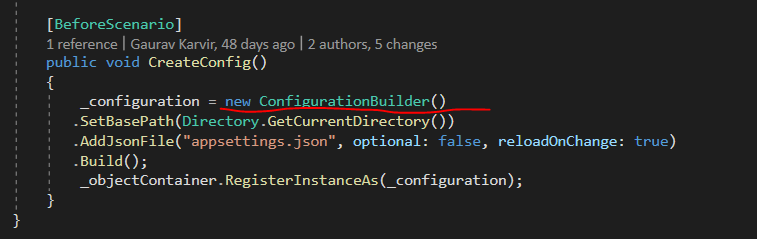 [BeforeScenario]
1 reference | Gaurav Karvir, 48 days ago | 2 authors, 5 changes
public void CreateConfig()
{
_configuration = new ConfigurationBuilder()
.SetBasePath(Directory.GetCurrentDirectory())
.AddJsonFile("appsettings.json", optional: false, reloadOnChange: true)
.Build();
_objectContainer.RegisterInstanceAs(_configuration);
}
}